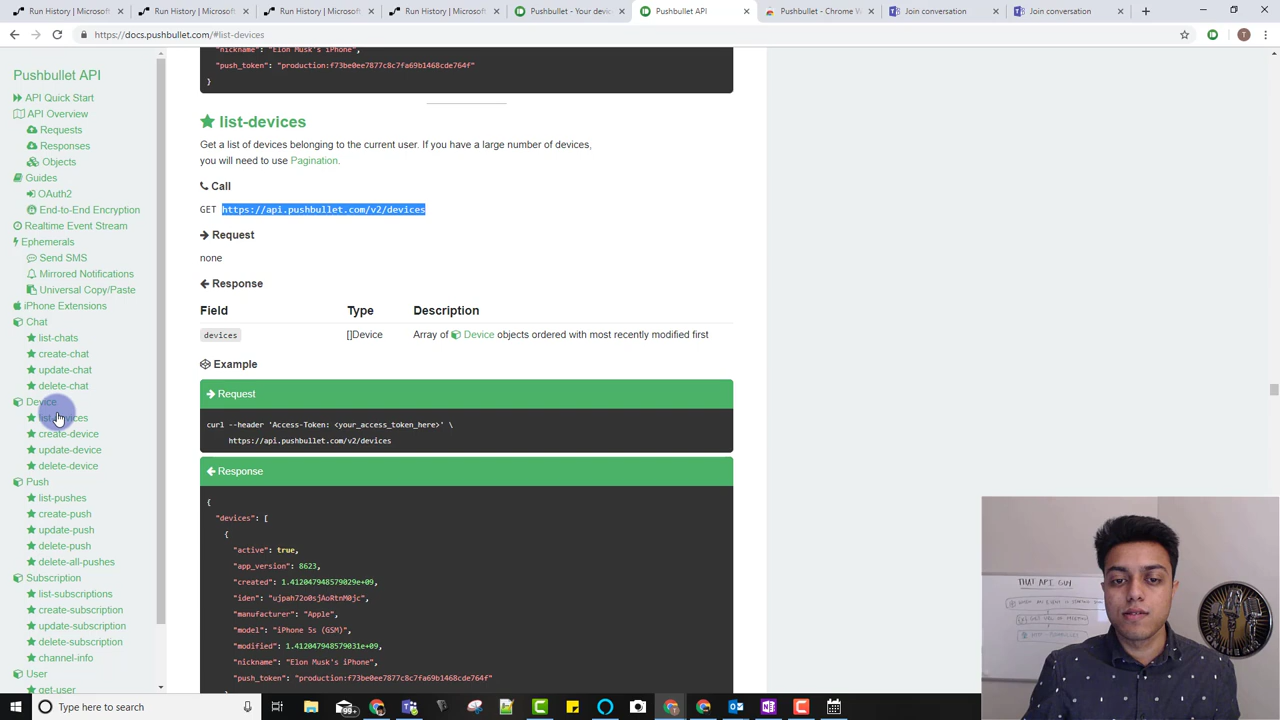 Run History | Micros
Run History | Micros
Run History | Micros
Run History | Micros
Pushbullet - Your devic
Pushbullet API
Pushbullet - Chrome W
Join conversation
Join conversation
https://docs.pushbullet.com/#list-devices
T
Pushbullet API
API Quick Start
API Overview
Requests
Responses
Objects
Guides
OAuth2
End-to-End Encryption
Realtime Event Stream
Ephemerals
Send SMS
Mirrored Notifications
Universal Copy/Paste
iPhone Extensions
Chat
list-chats
create-chat
update-chat
delete-chat
Device
list-devices
create-device
update-device
delete-device
Push
list-pushes
create-push
update-push
delete-push
delete-all-pushes
Subscription
list-subscriptions
create-subscription
update-subscription
delete-subscription
channel-info
User
get-user
"nickname": "Elon Musk's iPhone",
"push_token": "production:f73be0ee7877c8c7fa69b1468cde764f"
}
list-devices
Get a list of devices belonging to the current user. If you have a large number of devices,
you will need to use Pagination.
Call
GET https://api.pushbullet.com/v2/devices
Request
none
Response
Field Type Description
devices []Device Array of Device objects ordered with most recently modified first
Example
Request
curl --header 'Access-Token: <your_access_token_here>' \
https://api.pushbullet.com/v2/devices
Response
{
"devices": [
{
"active": true,
"app_version": 8623,
"created": 1.412047948579029e+09,
"iden": "ujpah72o0sjAoRtnM0jc",
"manufacturer": "Apple",
"model": "iPhone 5s (GSM)",
"modified": 1.412047948579031e+09,
"nickname": "Elon Musk's iPhone",
"push_token": "production:f73be0ee7877c8c7fa69b1468cde764f"
}
THAT API GUY
Type here to search
99+